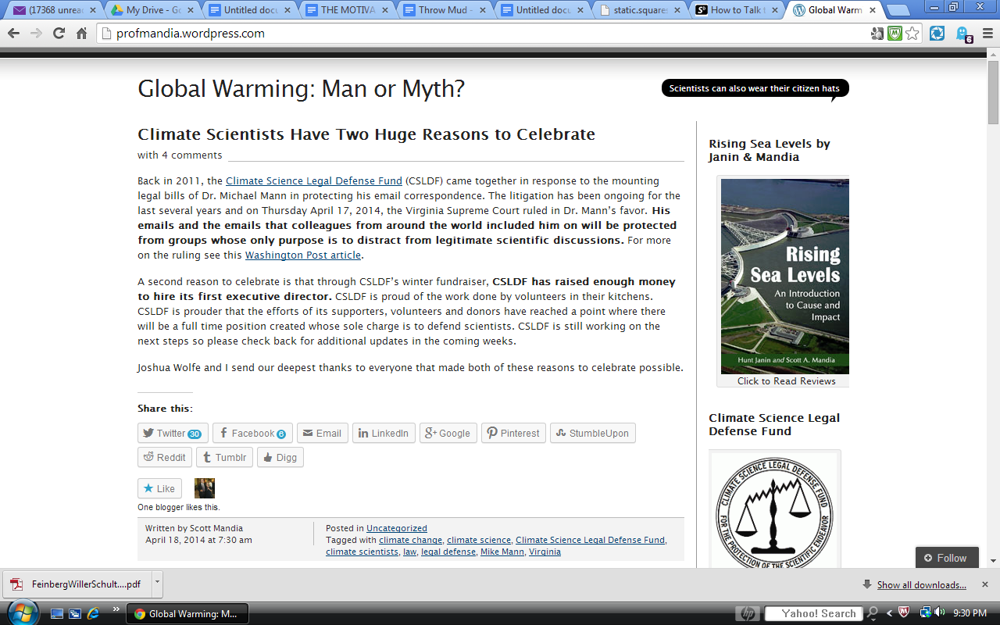 (17368 unread
My Drive - Go
Untitled docu
THE MOTIVA
Throw Mud -
Untitled docu
static.squares
How to Talk t
Global Warm
profmandia.wordpress.com
6
Global Warming: Man or Myth?
Scientists can also wear their citizen hats
Climate Scientists Have Two Huge Reasons to Celebrate
with 4 comments
Back in 2011, the Climate Science Legal Defense Fund (CSLDF) came together in response to the mounting
legal bills of Dr. Michael Mann in protecting his email correspondence. The litigation has been ongoing for the
last several years and on Thursday April 17, 2014, the Virginia Supreme Court ruled in Dr. Mann's favor. His
emails and the emails that colleagues from around the world included him on will be protected
from groups whose only purpose is to distract from legitimate scientific discussions. For more
on the ruling see this Washington Post article.
A second reason to celebrate is that through CSLDF's winter fundraiser, CSLDF has raised enough money
to hire its first executive director. CSLDF is proud of the work done by volunteers in their kitchens.
CSLDF is prouder that the efforts of its supporters, volunteers and donors have reached a point where there
will be a full time position created whose sole charge is to defend scientists. CSLDF is still working on the
next steps so please check back for additional updates in the coming weeks.
Joshua Wolfe and I send our deepest thanks to everyone that made both of these reasons to celebrate possible.
Share this:
Twitter 30 Facebook 6 Email LinkedIn Google Pinterest StumbleUpon
Reddit Tumblr Digg
Like
One blogger likes this.
Written by Scott Mandia
April 18, 2014 at 7:30 am
Posted in Uncategorized
Tagged with climate change, climate science, Climate Science Legal Defense Fund,
climate scientists, law, legal defense, Mike Mann, Virginia
Rising Sea Levels by
Janin & Mandia
Rising
Sea Levels
An Introduction
to Cause and
Impact
Hunt Janin and Scott A. Mandia
Click to Read Reviews
Climate Science Legal
Defense Fund
CLIMATE SCIENCE LEGAL DEFENSE FUND
FOR THE PROTECTION OF THE SCIENTIFIC ENDEAVOR
Follow
FeinbergWillerSchult....pdf
Show all downloads...
Global Warming: M...
hp
Yahoo! Search
9:30 PM